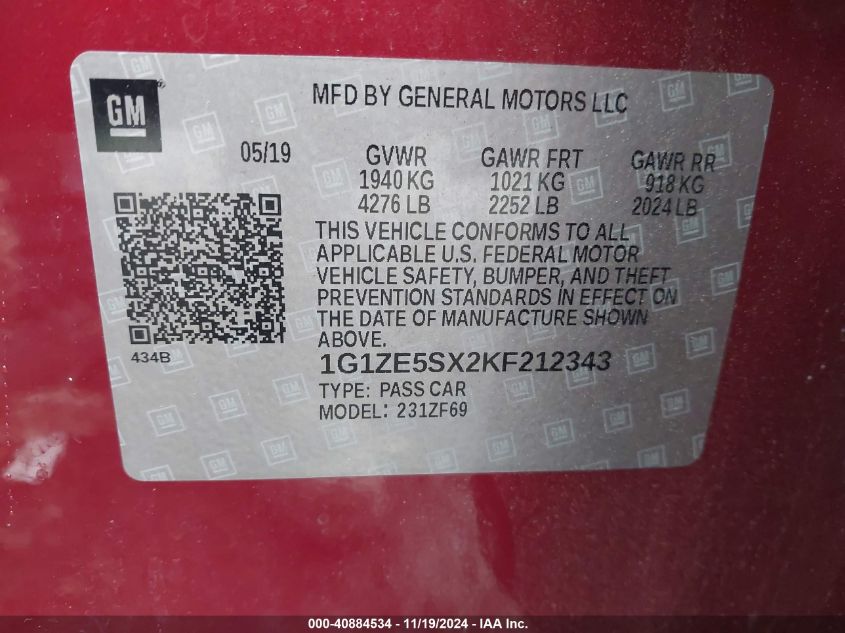 GM
MFD BY GENERAL MOTORS LLC
05/19
GVWR GAWR FRT GAWR RR
1940 KG 1021 KG 918 KG
4276 LB 2252 LB 2024 LB
THIS VEHICLE CONFORMS TO ALL
APPLICABLE U.S. FEDERAL MOTOR
VEHICLE SAFETY, BUMPER, AND THEFT
PREVENTION STANDARDS IN EFFECT ON
THE DATE OF MANUFACTURE SHOWN
ABOVE.
434B
1G1ZE5SX2KF212343
TYPE: PASS CAR
MODEL: 231ZF69
000-40884534 - 11/19/2024 - IAA, Inc.